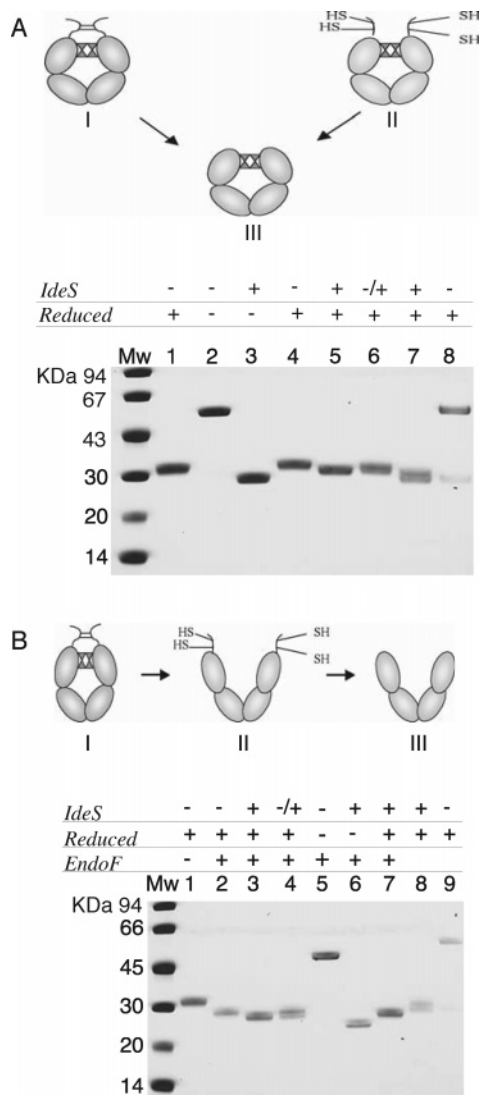 A
HS SH
HS SH
I II
III
IdeS - - + - + -/+ + -
Reduced + - - + + + + +
Mw 1 2 3 4 5 6 7 8
KDa 94
67
43
30
20
14
B
HS SH
HS SH
I II III
IdeS - - + -/+ - + + + -
Reduced + + + + - - + + +
EndoF - + + + + + +
Mw 1 2 3 4 5 6 7 8 9
KDa 94
66
45
30
20
14